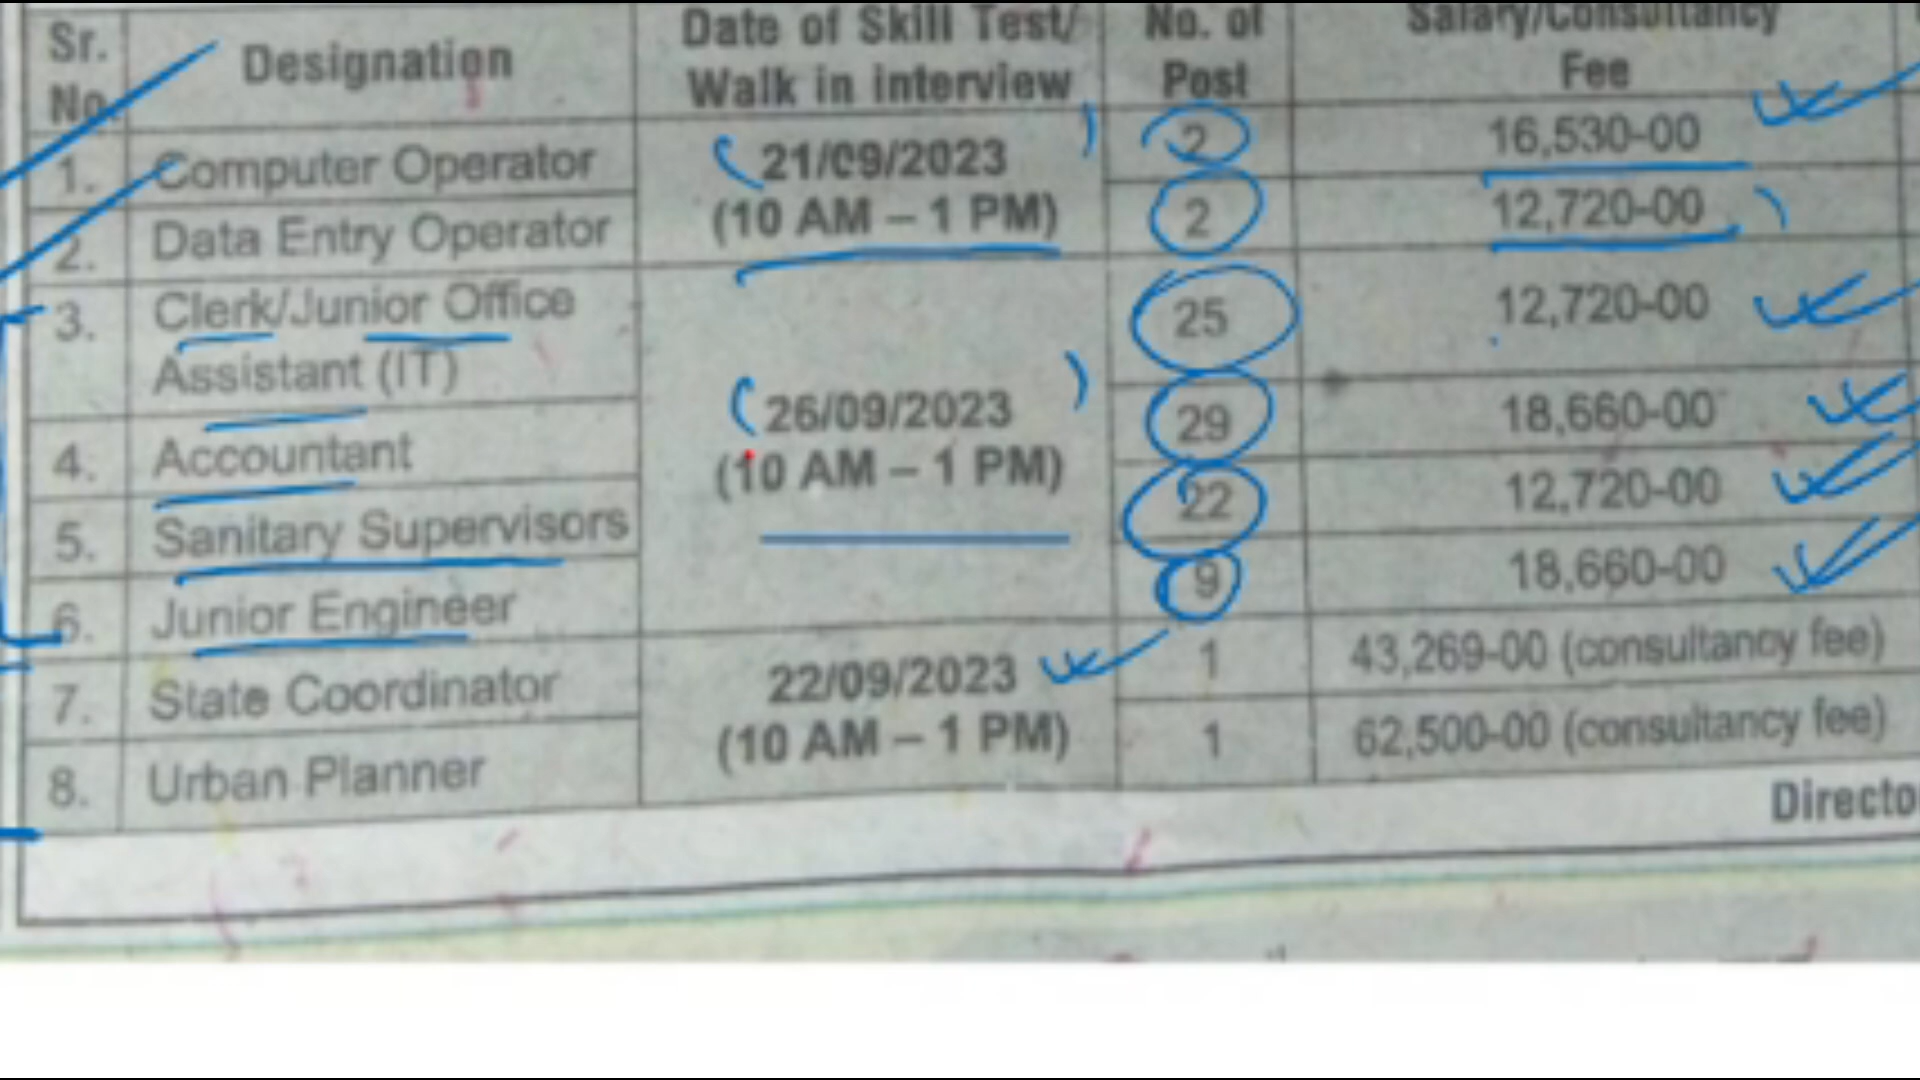 Sr. No. Designation Date of Skill Test/ Walk in interview No. of Post Salary/Consultancy Fee
1. Computer Operator 21/09/2023 (10 AM – 1 PM) 2 16,530-00
2. Data Entry Operator 2 12,720-00
3. Clerk/Junior Office Assistant (IT) 26/09/2023 (10 AM – 1 PM) 25 12,720-00
4. Accountant 29 18,660-00
5. Sanitary Supervisors 22 12,720-00
6. Junior Engineer 9 18,660-00
7. State Coordinator 22/09/2023 (10 AM – 1 PM) 1 43,269-00 (consultancy fee)
8. Urban Planner 1 62,500-00 (consultancy fee)